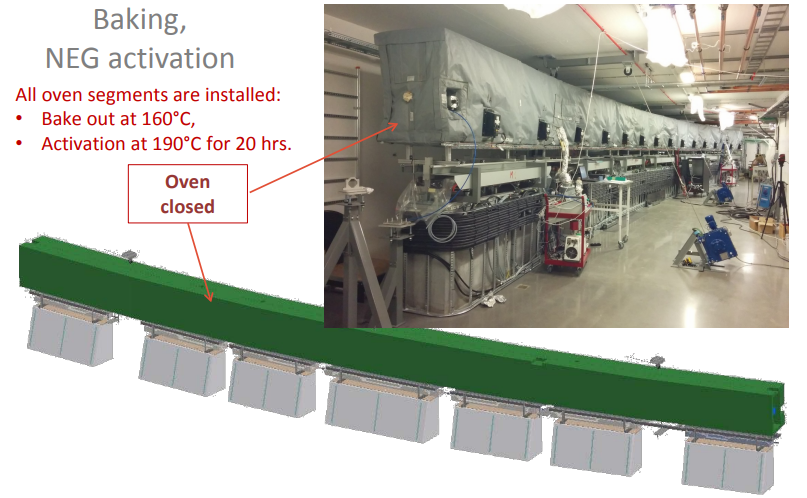 Baking,
NEG activation
All oven segments are installed:
• Bake out at 160°C,
• Activation at 190°C for 20 hrs.
Oven
closed